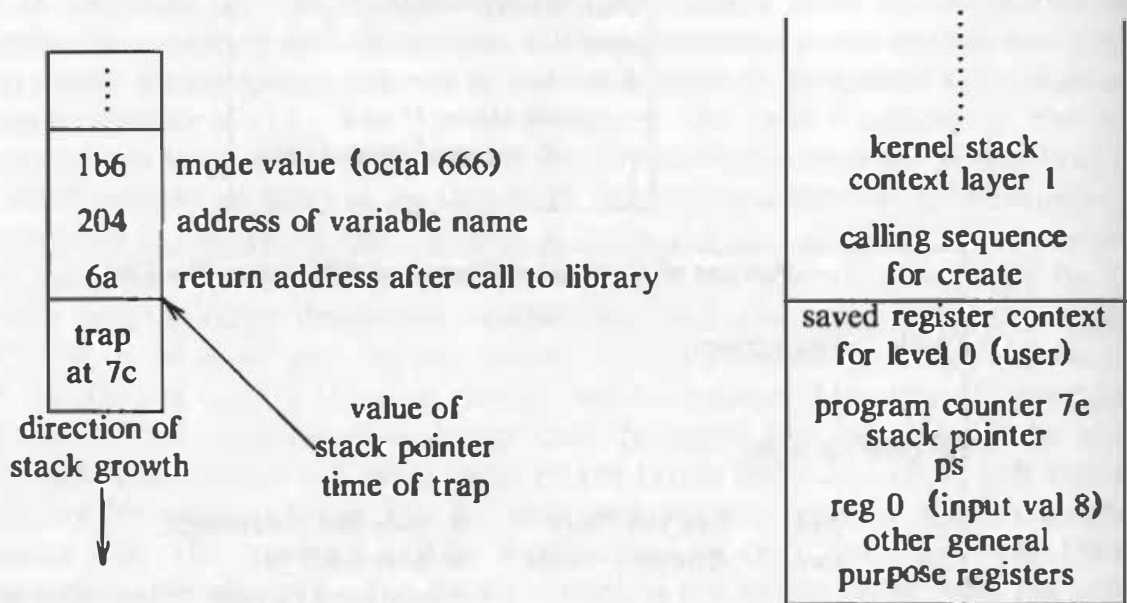 1b6 mode value (octal 666)
204 address of variable name
6a return address after call to library
trap
at 7c
direction of
stack growth
value of
stack pointer
time of trap
kernel stack
context layer 1
calling sequence
for create
saved register context
for level 0 (user)
program counter 7e
stack pointer
ps
reg 0 (input val 8)
other general
purpose registers